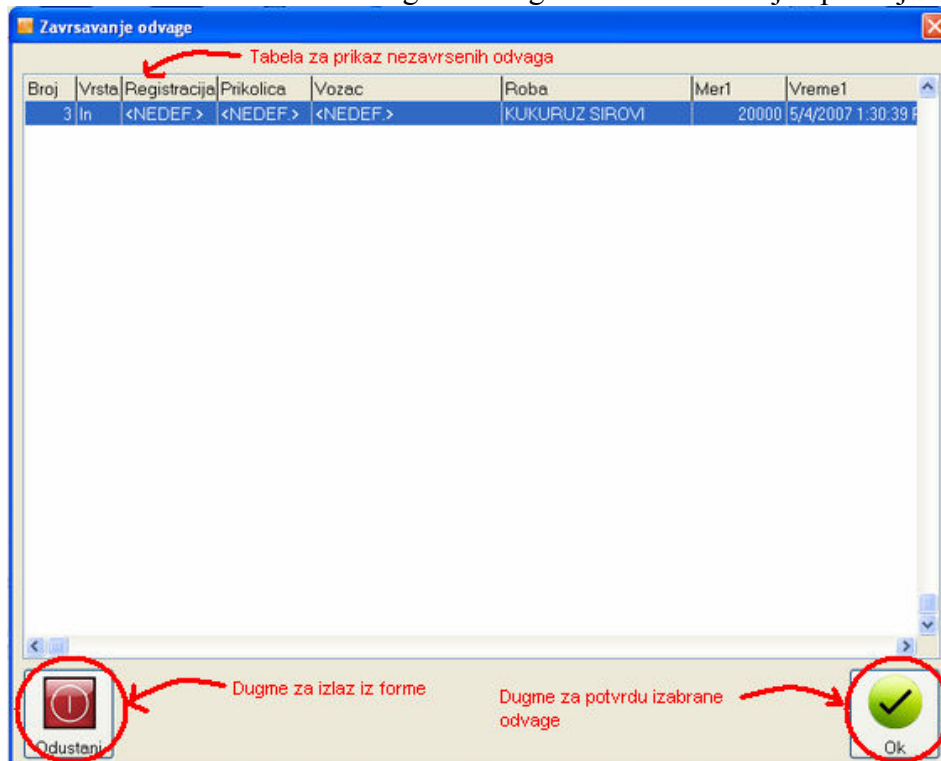 Zavrsavanje odvage
Tabela za prikaz nezavrsenih odvaga
Broj Vrsta Registracija Prikolica Vozac Roba Mer1 Vreme1
3 In <NEDEF.> <NEDEF.> <NEDEF.> KUKURUZ SIROVI 20000 5/4/2007 1:30:39
Dugme za izlaz iz forme
Dugme za potvrdu izabrane
odvage
Odustani
Ok